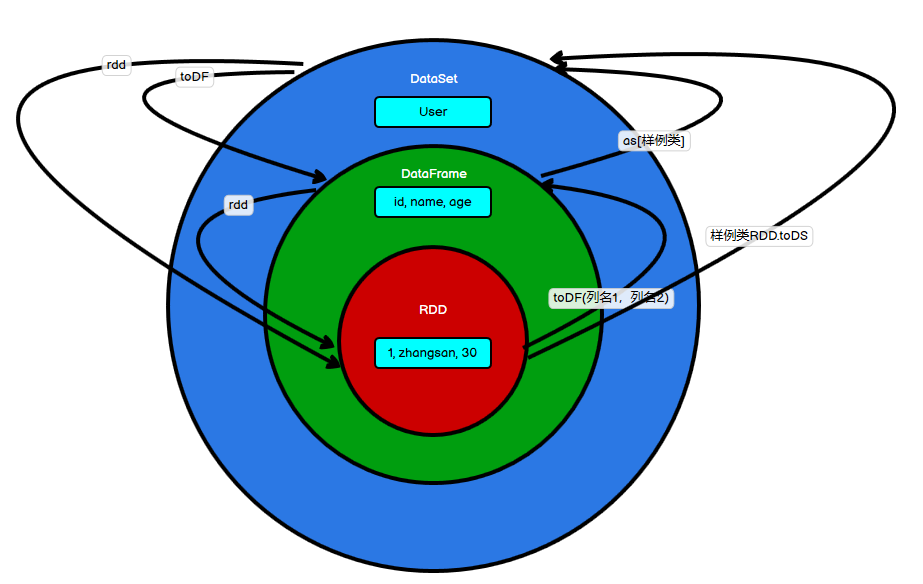 rdd
toDF
DataSet
User
as[样例类]
DataFrame
id, name, age
rdd
样例类RDD.toDS
toDF(列名1，列名2)
RDD
1, zhangsan, 30